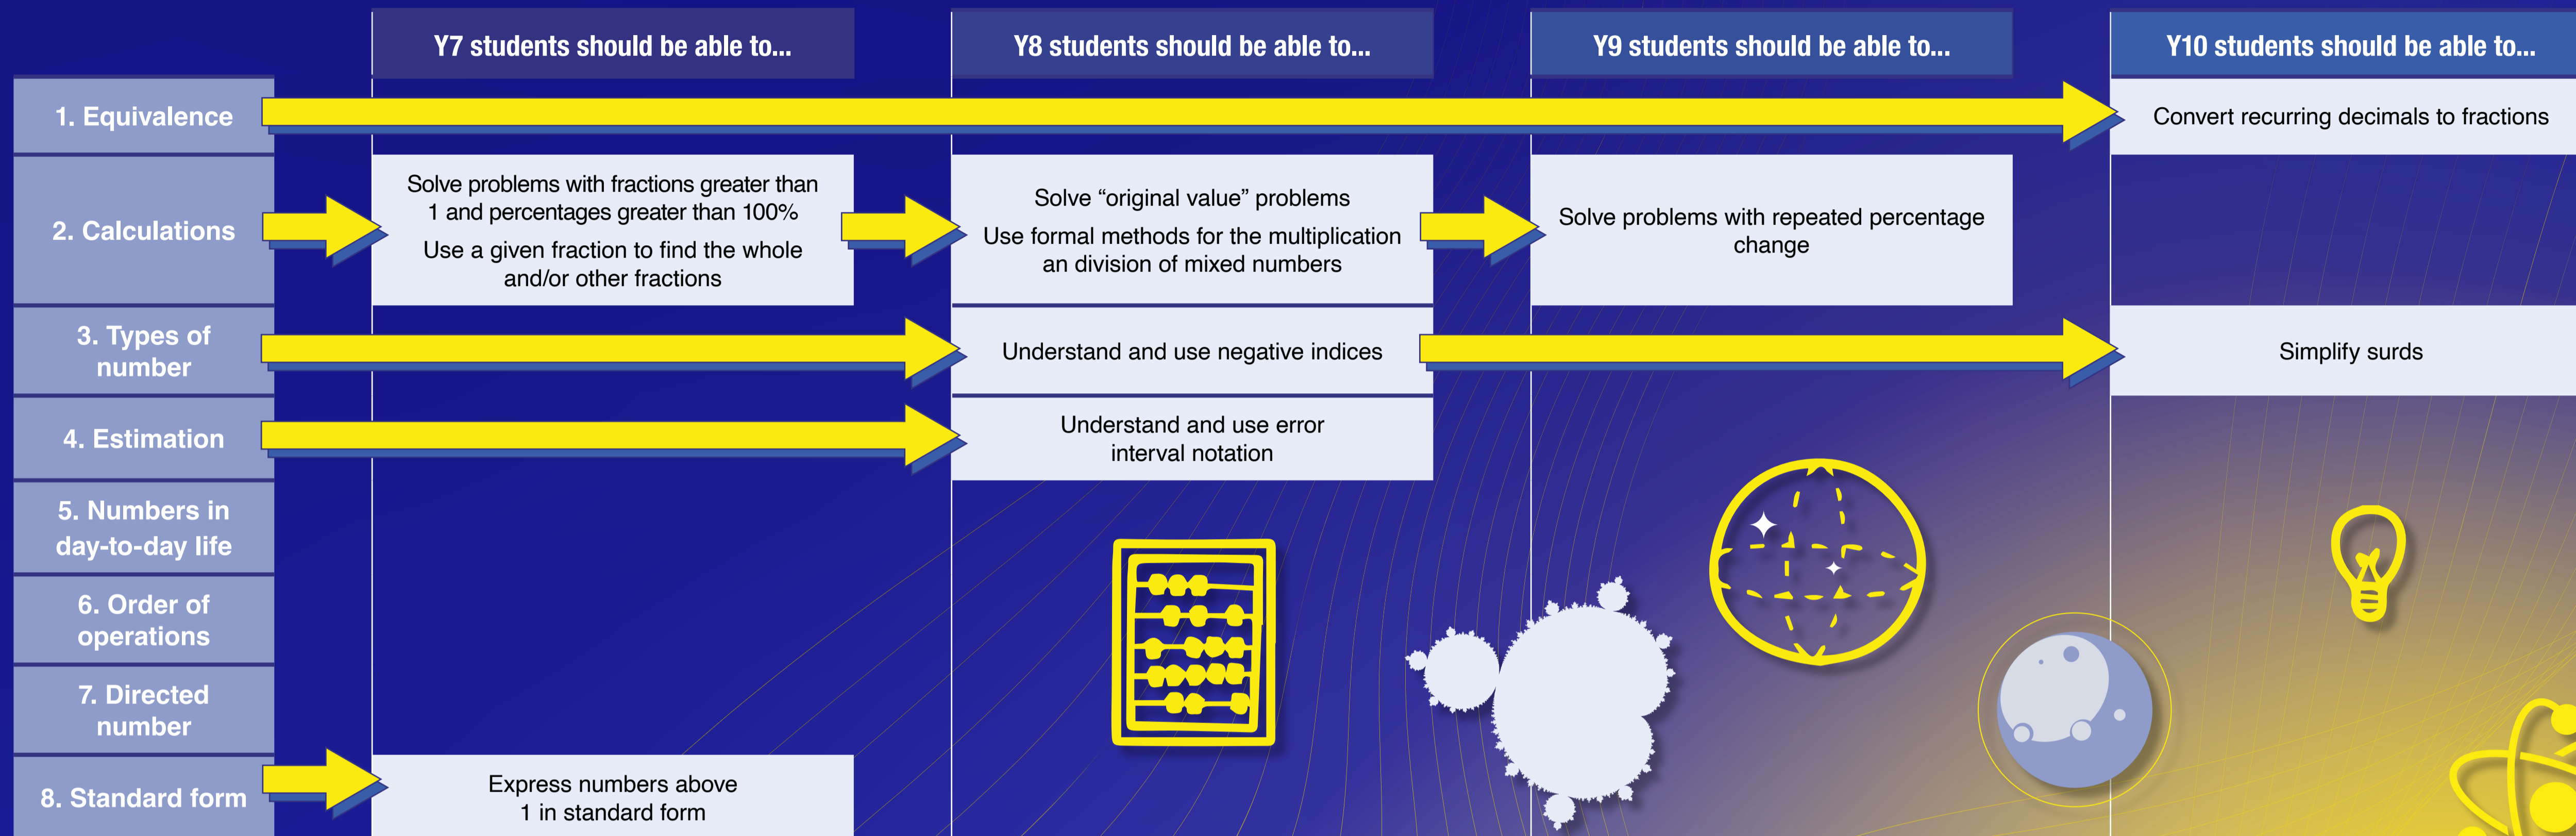 Y7 students should be able to...
Y8 students should be able to...
Y9 students should be able to...
Y10 students should be able to...
1. Equivalence
Convert recurring decimals to fractions
2. Calculations
Solve problems with fractions greater than
1 and percentages greater than 100%
Use a given fraction to find the whole
and/or other fractions
Solve “original value” problems
Use formal methods for the multiplication
an division of mixed numbers
Solve problems with repeated percentage
change
3. Types of
number
Understand and use negative indices
Simplify surds
4. Estimation
Understand and use error
interval notation
5. Numbers in
day-to-day life
6. Order of
operations
7. Directed
number
8. Standard form
Express numbers above
1 in standard form